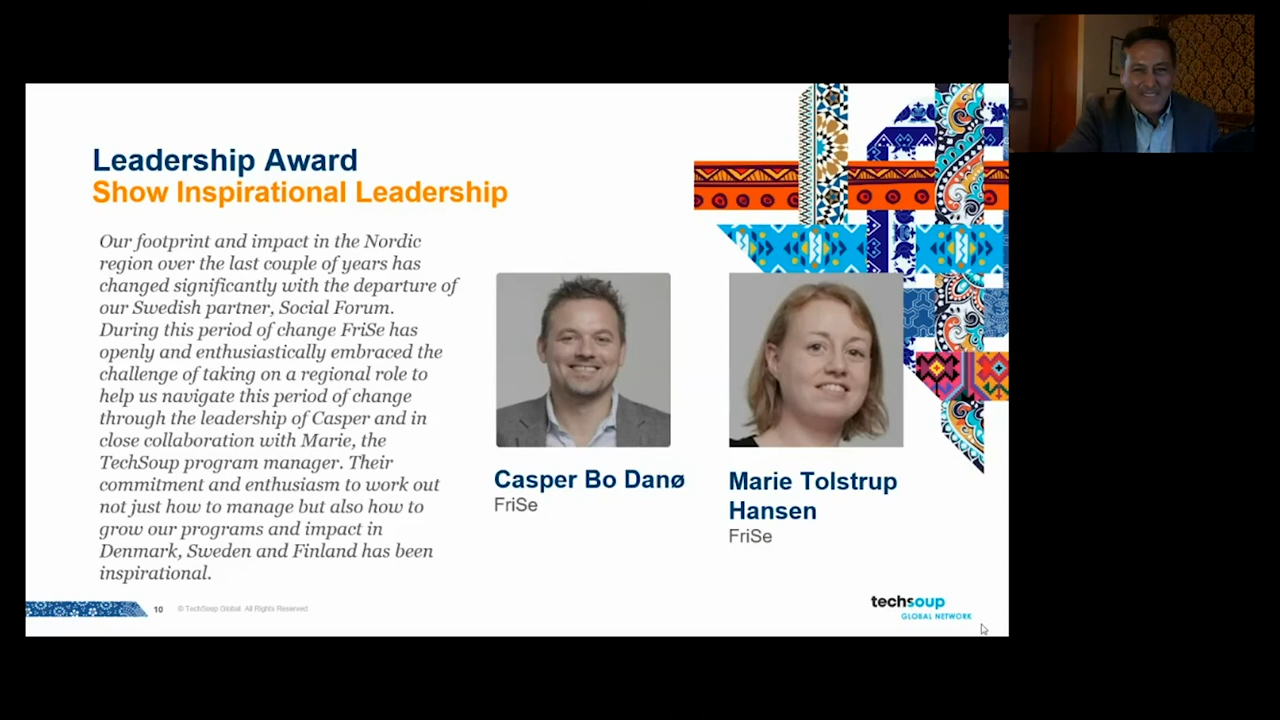 Leadership Award
Show Inspirational Leadership
Our footprint and impact in the Nordic
region over the last couple of years has
changed significantly with the departure of
our Swedish partner, Social Forum.
During this period of change FriSe has
openly and enthusiastically embraced the
challenge of taking on a regional role to
help us navigate this period of change
through the leadership of Casper and in
close collaboration with Marie, the
TechSoup program manager. Their
commitment and enthusiasm to work out
not just how to manage but also how to
grow our programs and impact in
Denmark, Sweden and Finland has been
inspirational.
Casper Bo Danø
FriSe
Marie Tolstrup
Hansen
FriSe
10
© TechSoup Global. All Rights Reserved
techsoup
GLOBAL NETWORK